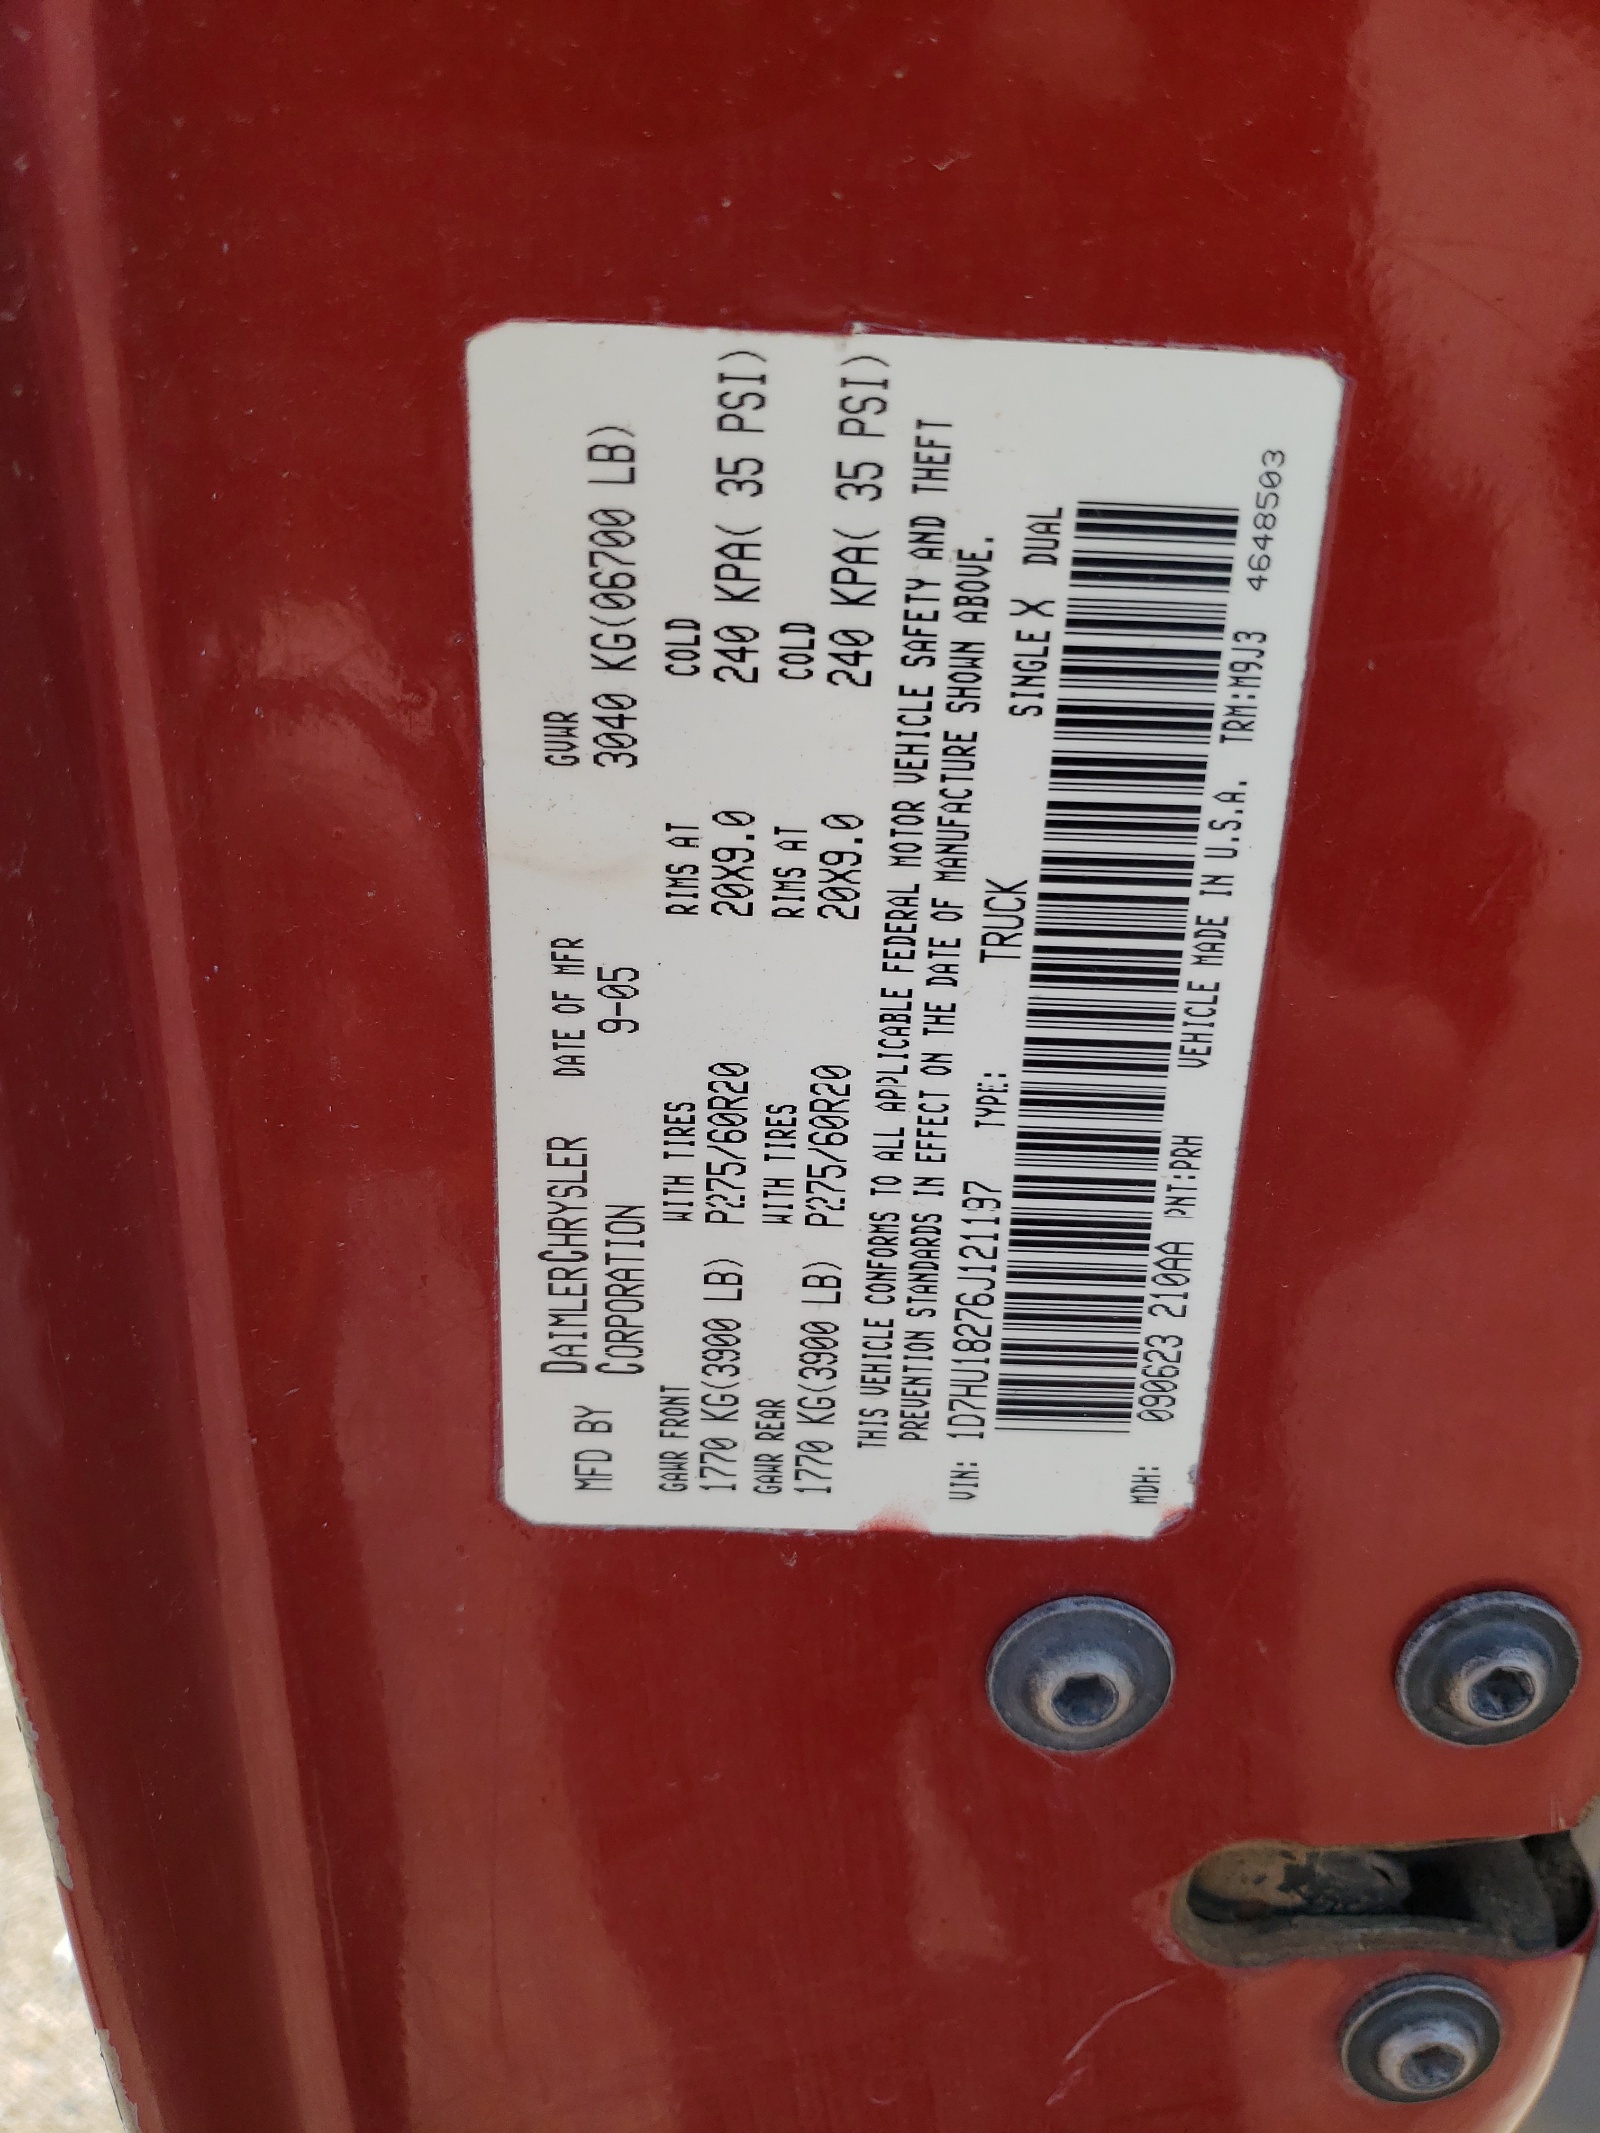 MFD BY DAIMLERCHRYSLER CORPORATION DATE OF MFR 9-05 GVWR 3040 KG(06700 LB)
GAWR FRONT WITH TIRES RIMS AT COLD
1770 KG(3900 LB) P275/60R20 20X9.0 240 KPA( 35 PSI)
GAWR REAR WITH TIRES RIMS AT COLD
1770 KG(3900 LB) P275/60R20 20X9.0 240 KPA( 35 PSI)
THIS VEHICLE CONFORMS TO ALL APPLICABLE FEDERAL MOTOR VEHICLE SAFETY AND THEFT
PREVENTION STANDARDS IN EFFECT ON THE DATE OF MANUFACTURE SHOWN ABOVE.
VIN: 1D7HU18276J121197 TYPE: TRUCK SINGLE X DUAL
MDH: 090623 210AA PNT:PRH VEHICLE MADE IN U.S.A. TRM:M9J3 4648503